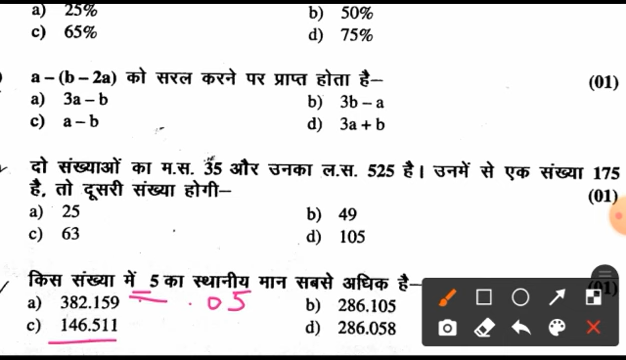 a) 25% b) 50%
c) 65% d) 75%
a – (b – 2a) को सरल करने पर प्राप्त होता है— (01)
a) 3a – b b) 3b – a
c) a – b d) 3a + b
दो संख्याओं का म.स. 35 और उनका ल.स. 525 है। उनमें से एक संख्या 175
है, तो दूसरी संख्या होगी— (01)
a) 25 b) 49
c) 63 d) 105
किस संख्या में 5 का स्थानीय मान सबसे अधिक है— (01)
a) 382.159 .05 b) 286.105
c) 146.511 d) 286.058